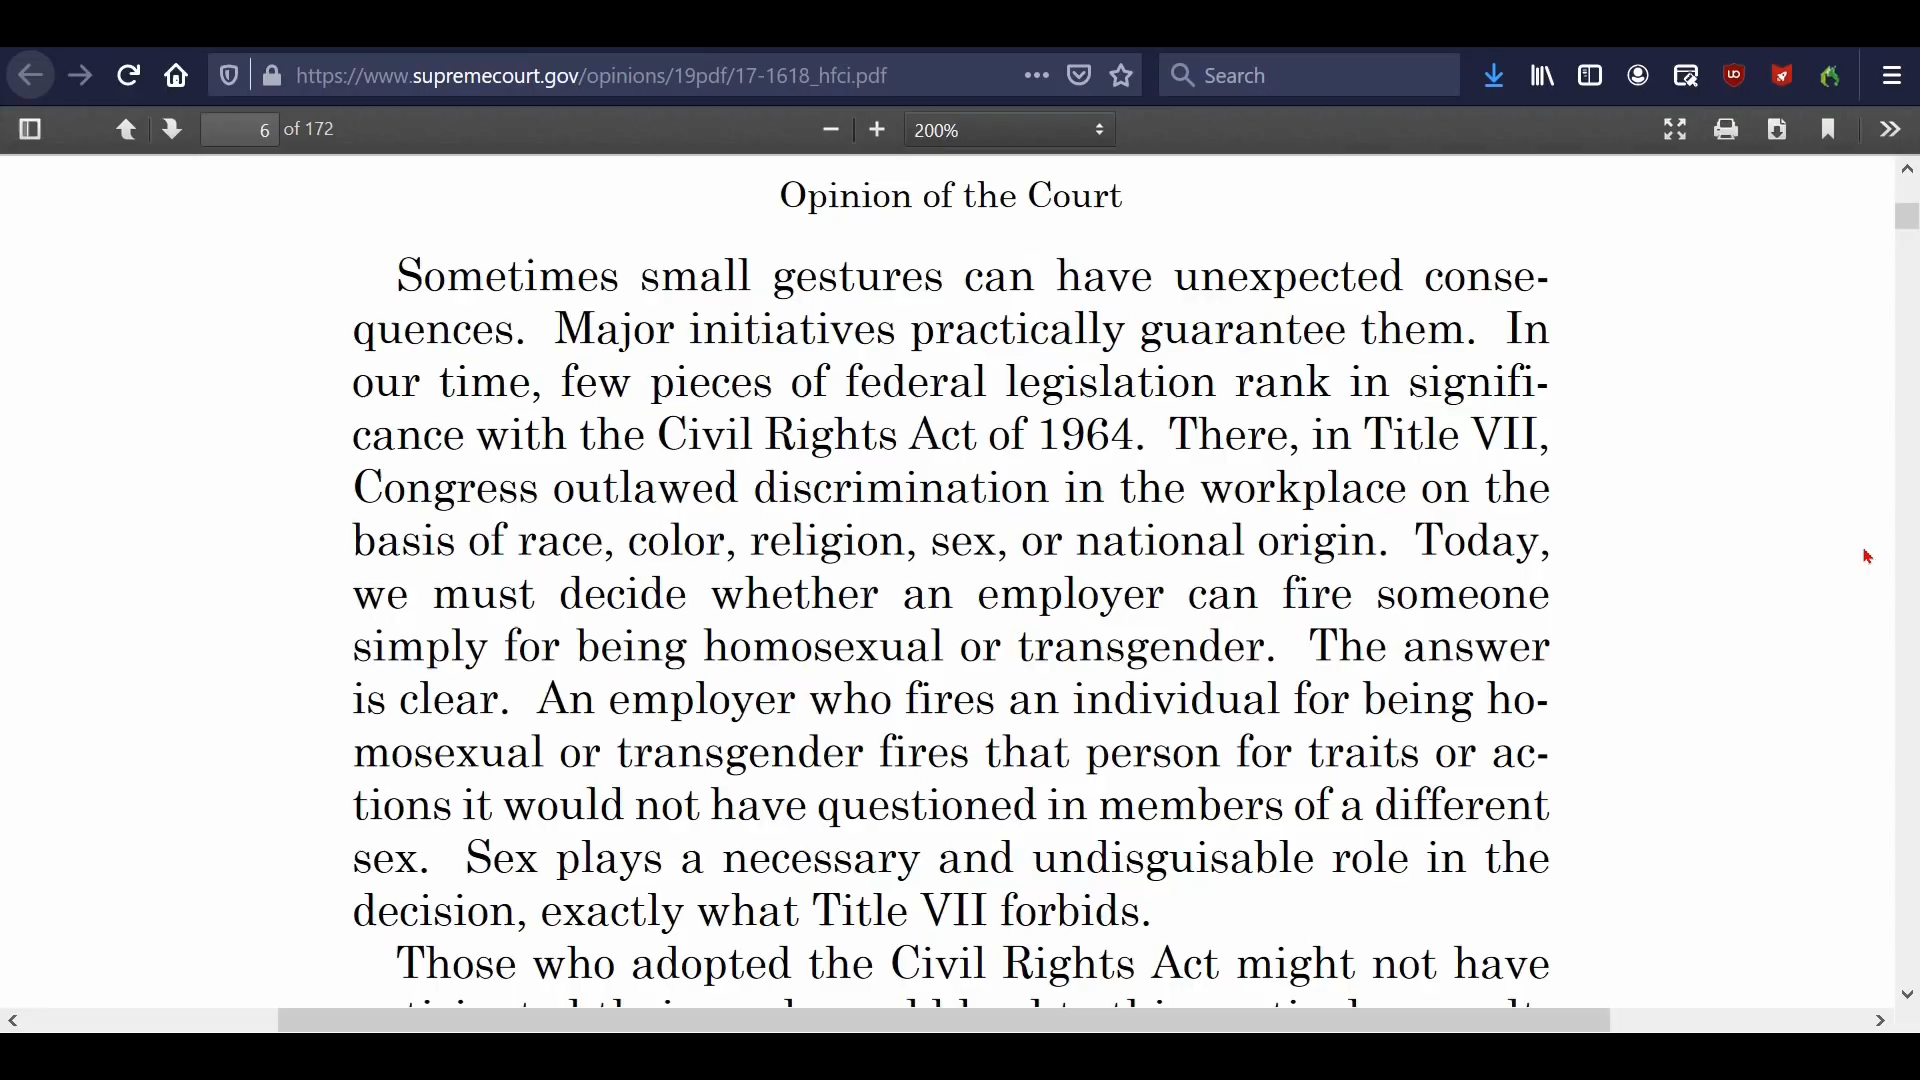 https://www.supremecourt.gov/opinions/19pdf/17-1618_hfci.pdf
Search
6 of 172
200%
Opinion of the Court
Sometimes small gestures can have unexpected conse-
quences. Major initiatives practically guarantee them. In
our time, few pieces of federal legislation rank in signifi-
cance with the Civil Rights Act of 1964. There, in Title VII,
Congress outlawed discrimination in the workplace on the
basis of race, color, religion, sex, or national origin. Today,
we must decide whether an employer can fire someone
simply for being homosexual or transgender. The answer
is clear. An employer who fires an individual for being ho-
mosexual or transgender fires that person for traits or ac-
tions it would not have questioned in members of a different
sex. Sex plays a necessary and undisguisable role in the
decision, exactly what Title VII forbids.
Those who adopted the Civil Rights Act might not have